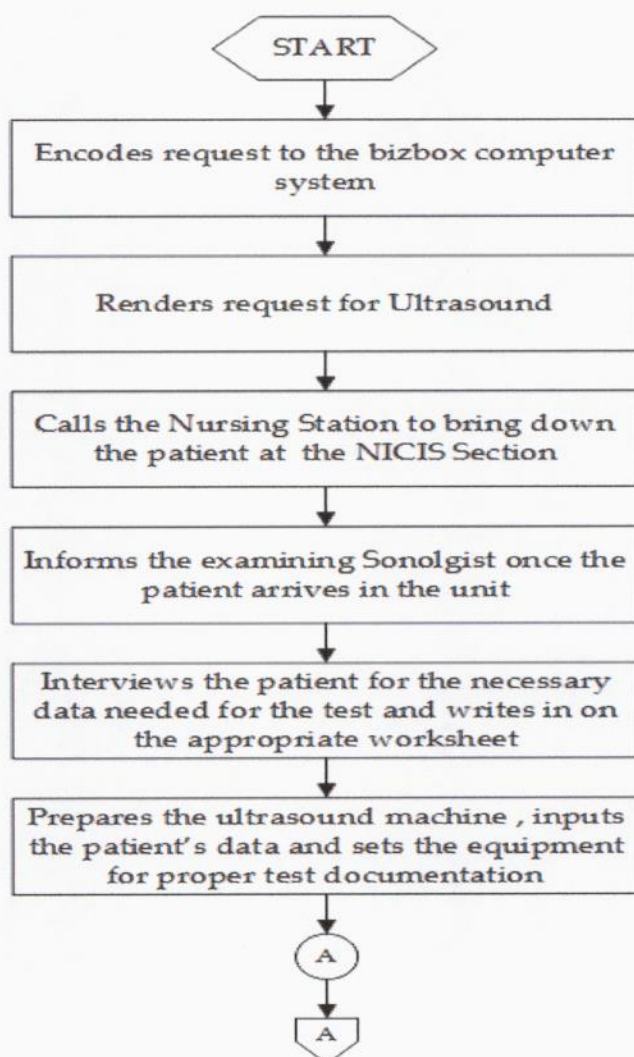 START
Encodes request to the bizbox computer
system
Renders request for Ultrasound
Calls the Nursing Station to bring down
the patient at the NICIS Section
Informs the examining Sonolgist once the
patient arrives in the unit
Interviews the patient for the necessary
data needed for the test and writes in on
the appropriate worksheet
Prepares the ultrasound machine , inputs
the patient's data and sets the equipment
for proper test documentation
A
A